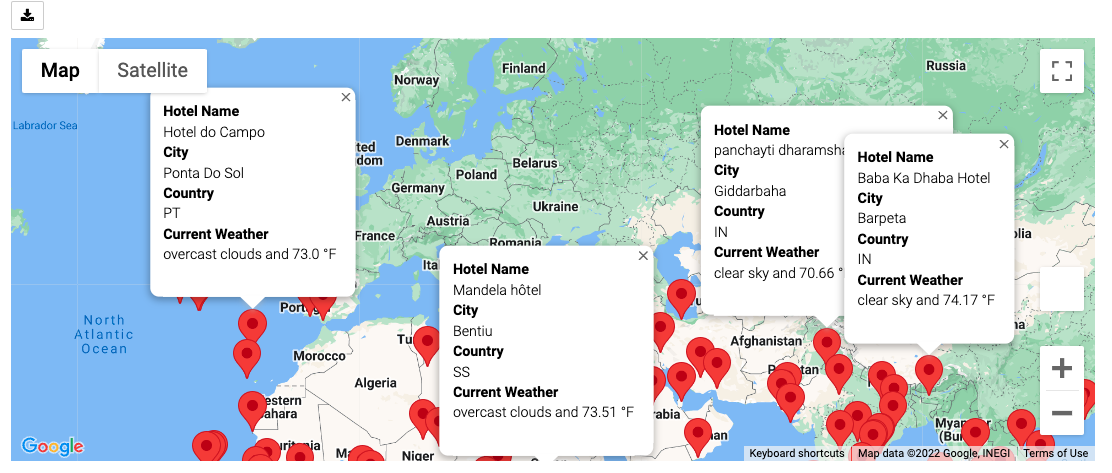 Map
Satellite
Labrador Sea
Norway
Finland
Russia
Denmark
Belarus
Poland
Germany
Ukraine
Austria
France
Romania
Hotel Name
Hotel do Campo
City
Ponta Do Sol
Country
PT
Current Weather
overcast clouds and 73.0 °F
Hotel Name
Mandela hôtel
City
Bentiu
Country
SS
Current Weather
overcast clouds and 73.51 °F
Hotel Name
panchayti dharamsha
City
Giddarbaha
Country
IN
Current Weather
clear sky and 70.66 °
Hotel Name
Baba Ka Dhaba Hotel
City
Barpeta
Country
IN
Current Weather
clear sky and 74.17 °F
North
Atlantic
Ocean
Morocco
Algeria
Afghanistan
Niger
Google
Keyboard shortcuts
Map data ©2022 Google, INEGI
Terms of Use